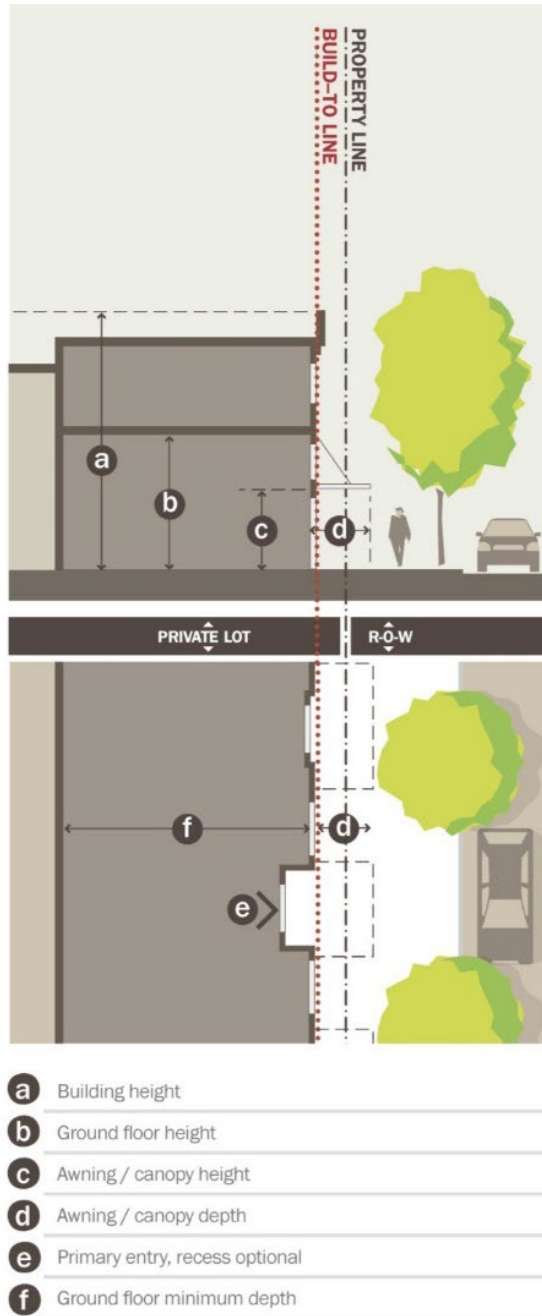 PROPERTY LINE
BUILD-TO LINE
a
b
c
d
PRIVATE LOT
R-O-W
f
d
e
a Building height
b Ground floor height
c Awning / canopy height
d Awning / canopy depth
e Primary entry, recess optional
f Ground floor minimum depth